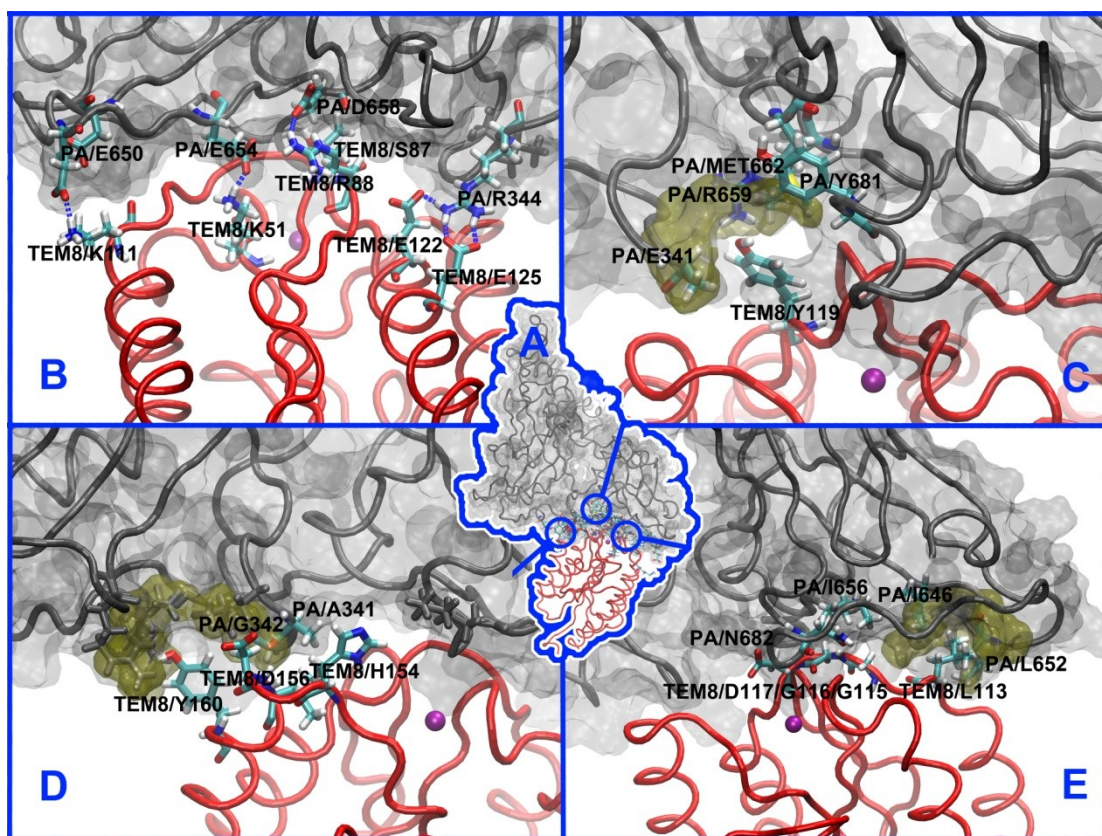 PA/D658
PA/E650
PA/E654
TEM8/S87
TEM8/R88
PA/R344
TEM8/K51
TEM8/K111
TEM8/E122
TEM8/E125
B
PA/MET662
PA/R659
PA/Y681
PA/E341
TEM8/Y119
C
A
PA/G342
PA/A341
TEM8/D156
TEM8/H154
TEM8/Y160
D
PA/I656
PA/I646
PA/N682
PA/L652
TEM8/D117/G116/G115
TEM8/L113
E